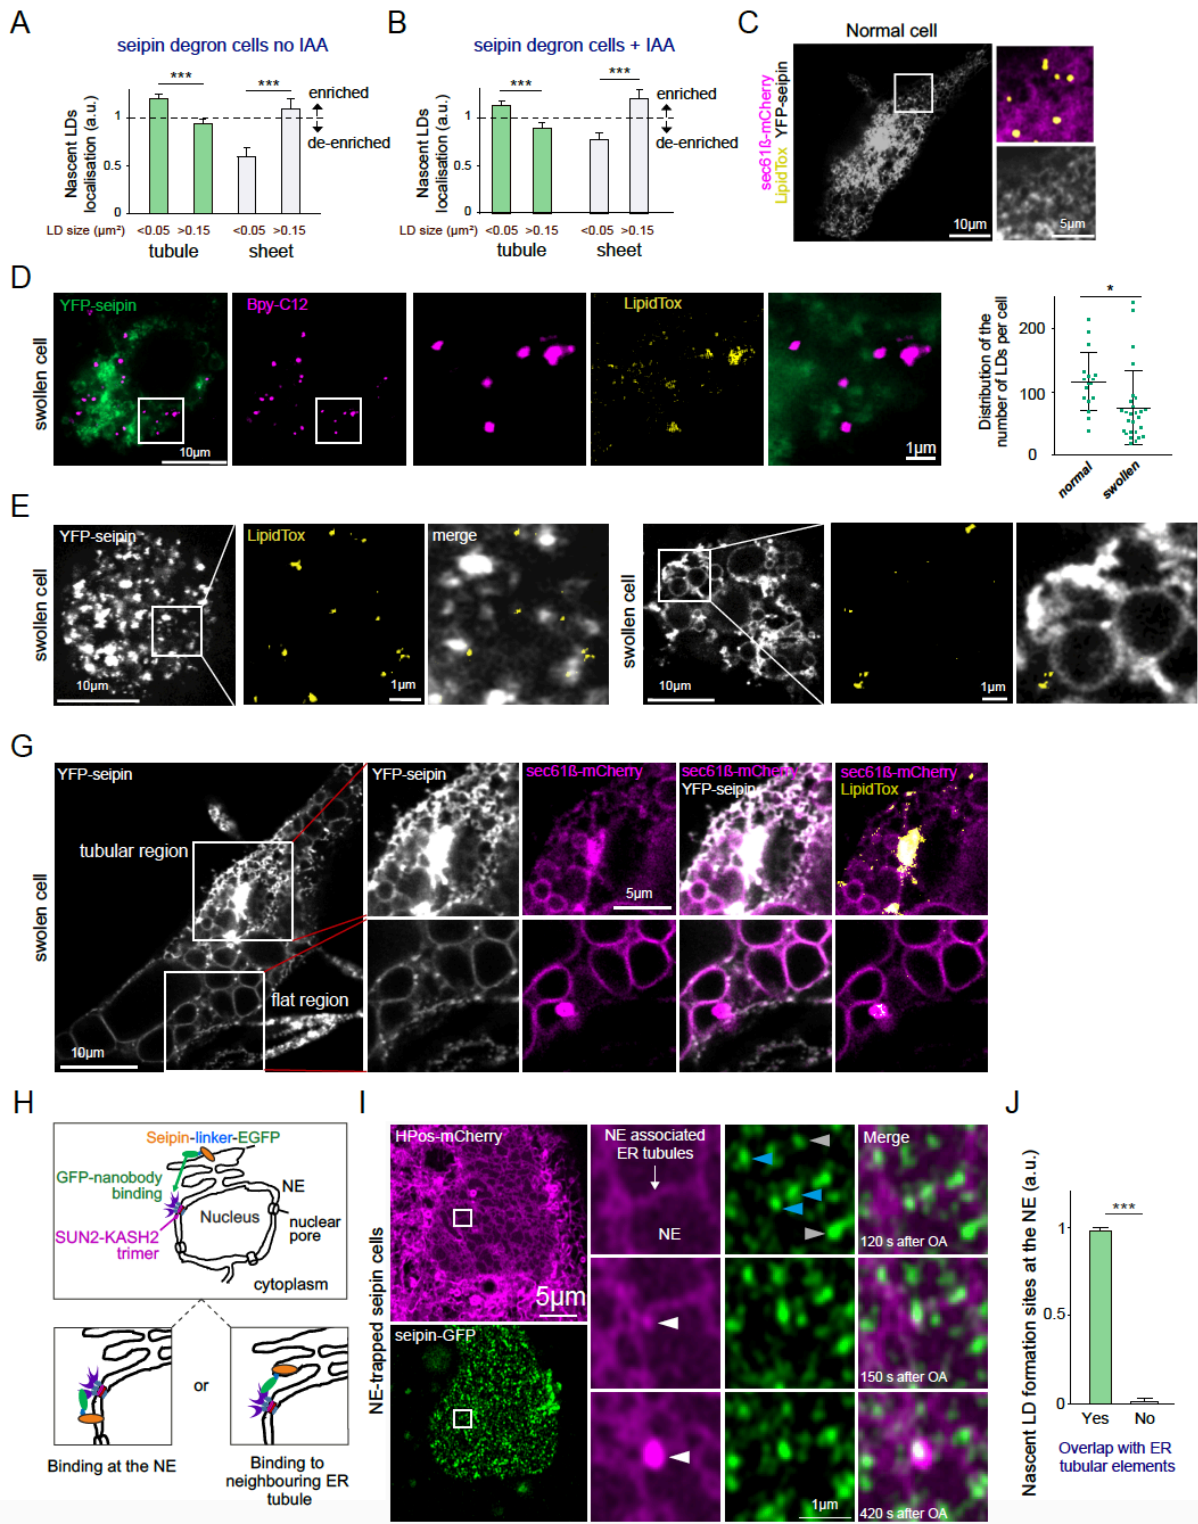 A
seipin degron cells no IAA
***
***
enriched
de-enriched
Nascent LDs
localisation (a.u.)
1
0.5
0
LD size (µm²)
<0.05 >0.15 <0.05 >0.15
tubule sheet
B
seipin degron cells + IAA
***
***
enriched
de-enriched
Nascent LDs
localisation (a.u.)
1
0.5
0
LD size (µm²)
<0.05 >0.15 <0.05 >0.15
tubule sheet
C
Normal cell
sec61ß-mCherry
LipidTox YFP-seipin
10µm
5µm
D
swollen cell
YFP-seipin
10µm
Bpy-C12
LipidTox
1µm
*
Distribution of the
number of LDs per cell
200
100
0
normal
swollen
E
swollen cell
YFP-seipin
10µm
LipidTox
1µm
merge
swollen cell
10µm
1µm
G
swollen cell
YFP-seipin
tubular region
flat region
10µm
YFP-seipin
sec61ß-mCherry
5µm
sec61ß-mCherry
YFP-seipin
sec61ß-mCherry
LipidTox
H
Seipin-linker-EGFP
GFP-nanobody
binding
NE
Nucleus
nuclear
pore
SUN2-KASH2
trimer
cytoplasm
or
Binding at the NE
Binding to
neighbouring ER
tubule
I
NE-trapped seipin cells
HPos-mCherry
5µm
seipin-GFP
NE associated
ER tubules
NE
1µm
Merge
120 s after OA
150 s after OA
420 s after OA
J
Nascent LD formation sites at the NE (a.u.)
***
1
0.5
0
Yes No
Overlap with ER
tubular elements